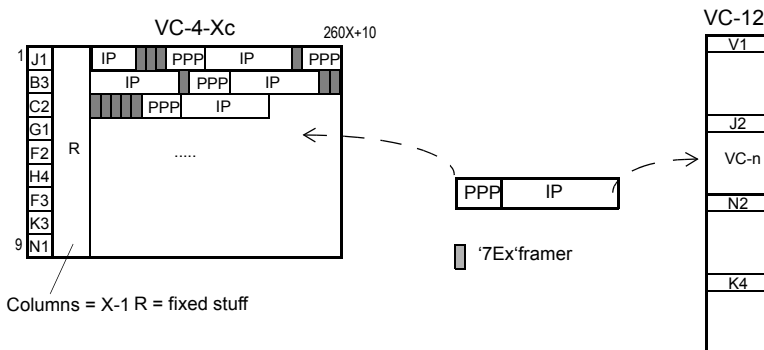 VC-4-Xc
260X+10
VC-12
1 J1 IP PPP IP PPP
B3 IP PPP IP
C2 PPP IP
G1
F2
H4
F3
K3
9 N1
R
.....
PPP IP
'7Ex'framer
V1
J2
VC-n
N2
K4
Columns = X-1 R = fixed stuff